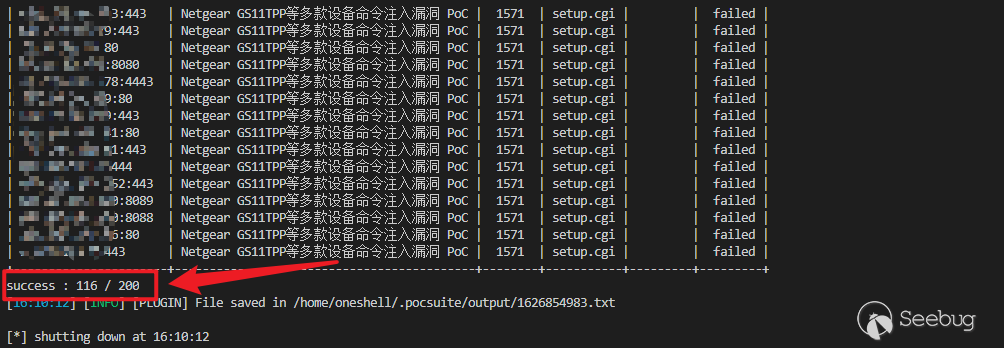 | 3:443 | Netgear GS11TPP等多款设备命令注入漏洞 PoC | 1571 | setup.cgi | | failed |
| 9:443 | Netgear GS11TPP等多款设备命令注入漏洞 PoC | 1571 | setup.cgi | | failed |
| 80 | Netgear GS11TPP等多款设备命令注入漏洞 PoC | 1571 | setup.cgi | | failed |
| :8080 | Netgear GS11TPP等多款设备命令注入漏洞 PoC | 1571 | setup.cgi | | failed |
| 78:4443 | Netgear GS11TPP等多款设备命令注入漏洞 PoC | 1571 | setup.cgi | | failed |
| 9:80 | Netgear GS11TPP等多款设备命令注入漏洞 PoC | 1571 | setup.cgi | | failed |
| 9:443 | Netgear GS11TPP等多款设备命令注入漏洞 PoC | 1571 | setup.cgi | | failed |
| 1:80 | Netgear GS11TPP等多款设备命令注入漏洞 PoC | 1571 | setup.cgi | | failed |
| 1:443 | Netgear GS11TPP等多款设备命令注入漏洞 PoC | 1571 | setup.cgi | | failed |
| 444 | Netgear GS11TPP等多款设备命令注入漏洞 PoC | 1571 | setup.cgi | | failed |
| 52:443 | Netgear GS11TPP等多款设备命令注入漏洞 PoC | 1571 | setup.cgi | | failed |
| 0:8089 | Netgear GS11TPP等多款设备命令注入漏洞 PoC | 1571 | setup.cgi | | failed |
| 0:8088 | Netgear GS11TPP等多款设备命令注入漏洞 PoC | 1571 | setup.cgi | | failed |
| 6:80 | Netgear GS11TPP等多款设备命令注入漏洞 PoC | 1571 | setup.cgi | | failed |
| 443 | Netgear GS11TPP等多款设备命令注入漏洞 PoC | 1571 | setup.cgi | | failed |
success : 116 / 200
[16:10:12] [INFO] [PLUGIN] File saved in /home/oneshell/.pocsuite/output/1626854983.txt
[*] shutting down at 16:10:12
Seebug